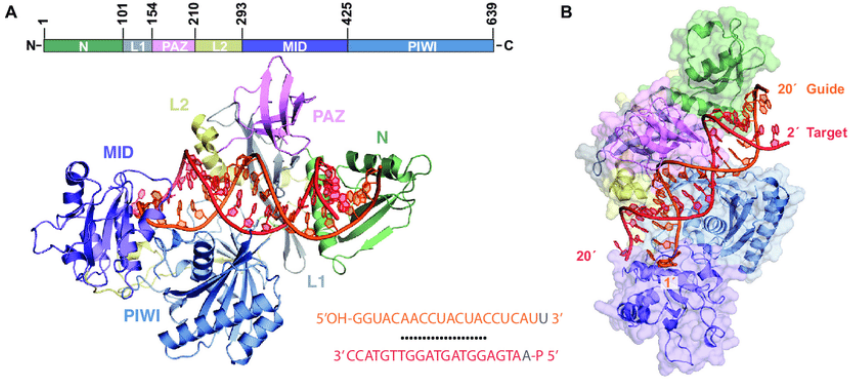 A
1 101 154 210 293 425 639
N- N L1 PAZ L2 MID PIWI -C
L2
PAZ
N
MID
L1
PIWI
5'OH-GGUACAACCUACUACCUCAUU 3'
3' CCATGTTGGATGATGGAGTAA-P 5'
B
20´ Guide
2´ Target
20´
1´